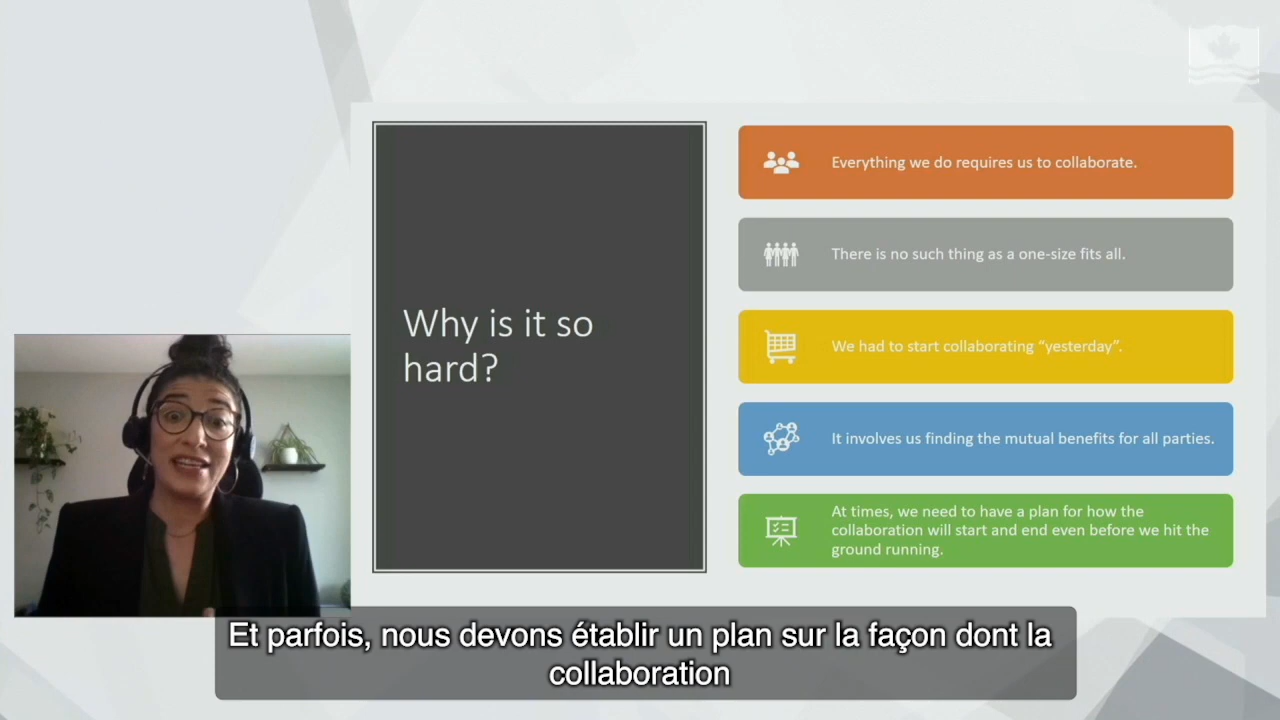 Why is it so
hard?
Everything we do requires us to collaborate.
There is no such thing as a one-size fits all.
We had to start collaborating “yesterday”.
It involves us finding the mutual benefits for all parties.
At times, we need to have a plan for how the
collaboration will start and end even before we hit the
ground running.
Et parfois, nous devons établir un plan sur la façon dont la
collaboration